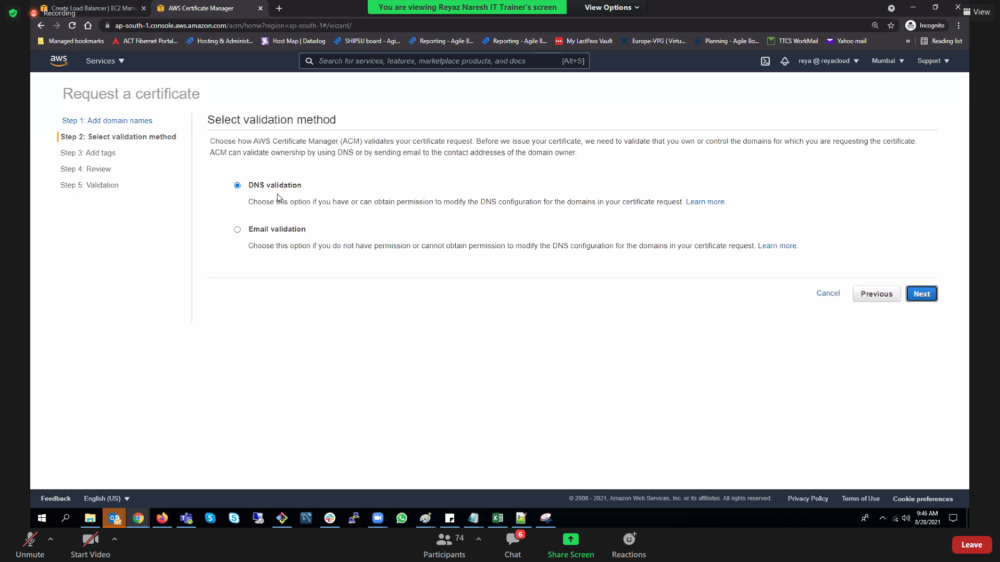 Create Load Balancer | EC2 Mana
AWS Certificate Manager
Recording
You are viewing Reyaz Naresh IT Trainer's screen
View Options
View
ap-south-1.console.aws.amazon.com/acm/home?region=ap-south-1#/wizard/
Incognito
Managed bookmarks
ACT Fibernet Portal...
Hosting & Administ...
Host Map | Datadog
SHIPSU board - Agi...
Reporting - Agile B...
Reporting - Agile B...
My LastPass Vault
Europe-VPG ( Virtu...
Planning - Agile Bo...
TTCS WorkMail
Yahoo mail
»
Reading list
aws
Services
Search for services, features, marketplace products, and docs
[Alt+S]
reya @ reyacloud
Mumbai
Support
Request a certificate
Step 1: Add domain names
Step 2: Select validation method
Step 3: Add tags
Step 4: Review
Step 5: Validation
Select validation method
Choose how AWS Certificate Manager (ACM) validates your certificate request. Before we issue your certificate, we need to validate that you own or control the domains for which you are requesting the certificate.
ACM can validate ownership by using DNS or by sending email to the contact addresses of the domain owner.
DNS validation
Choose this option if you have or can obtain permission to modify the DNS configuration for the domains in your certificate request. Learn more.
Email validation
Choose this option if you do not have permission or cannot obtain permission to modify the DNS configuration for the domains in your certificate request. Learn more.
Cancel
Previous
Next
Feedback
English (US)
© 2008 - 2021, Amazon Web Services, Inc. or its affiliates. All rights reserved.
Privacy Policy
Terms of Use
Cookie preferences
9:46 AM
8/28/2021
Unmute
Start Video
74
Participants
6
Chat
Share Screen
Reactions
Leave